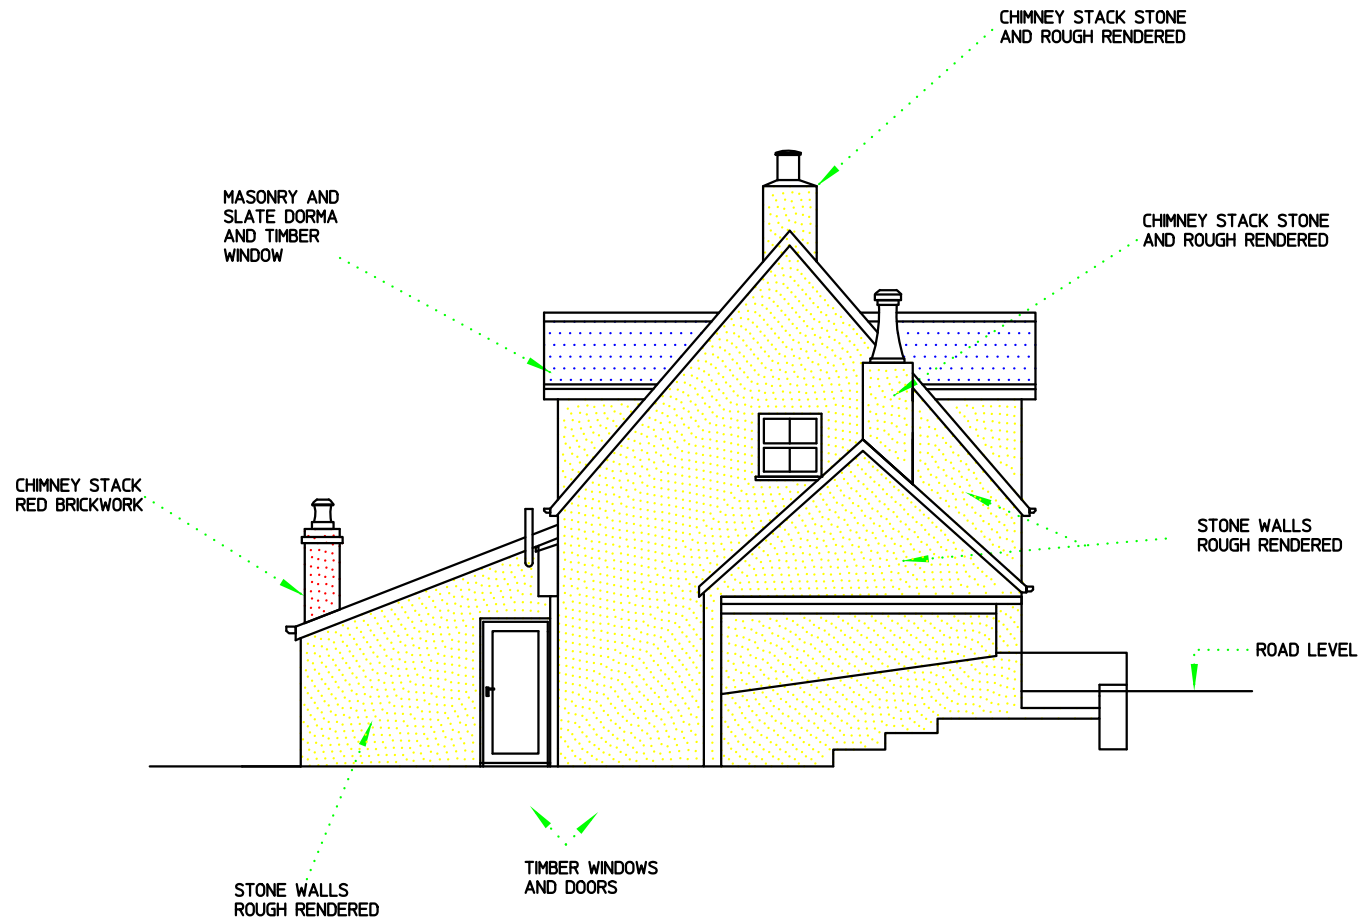 CHIMNEY STACK STONE
AND ROUGH RENDERED
MASONRY AND
SLATE DORMA
AND TIMBER
WINDOW
CHIMNEY STACK STONE
AND ROUGH RENDERED
CHIMNEY STACK
RED BRICKWORK
STONE WALLS
ROUGH RENDERED
ROAD LEVEL
TIMBER WINDOWS
AND DOORS
STONE WALLS
ROUGH RENDERED